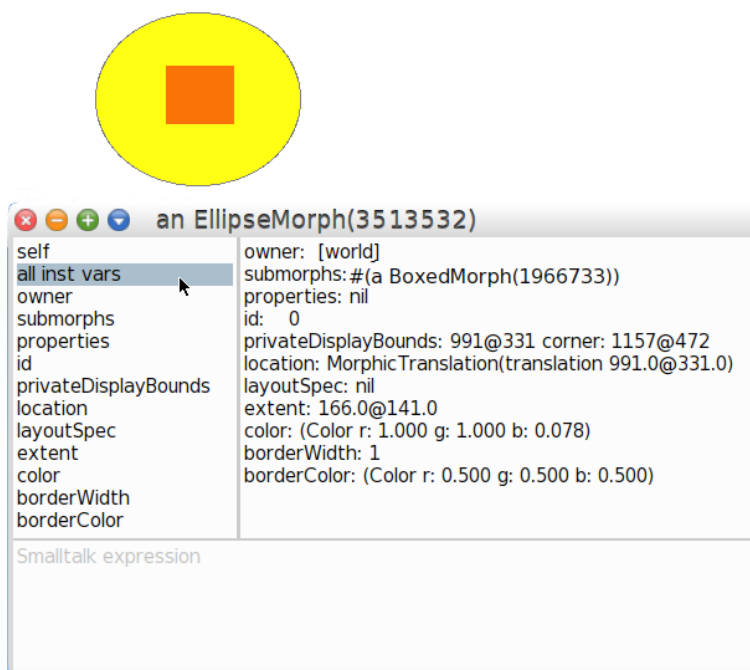 an EllipseMorph(3513532)
self
all inst vars
owner
submorphs
properties
id
privateDisplayBounds
location
layoutSpec
extent
color
borderWidth
borderColor
owner: [world]
submorphs: #(a BoxedMorph(1966733))
properties: nil
id: 0
privateDisplayBounds: 991@331 corner: 1157@472
location: MorphicTranslation(translation 991.0@331.0)
layoutSpec: nil
extent: 166.0@141.0
color: (Color r: 1.000 g: 1.000 b: 0.078)
borderWidth: 1
borderColor: (Color r: 0.500 g: 0.500 b: 0.500)
Smalltalk expression